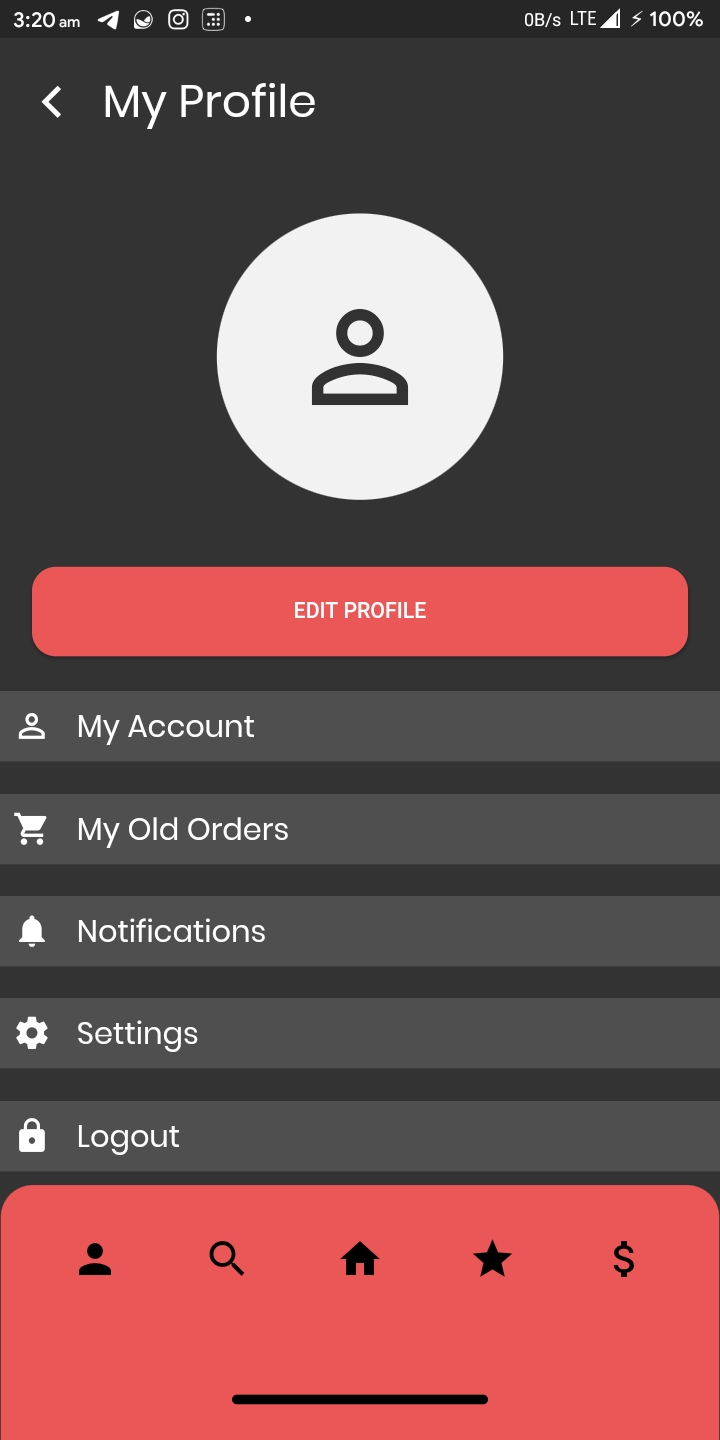 3:20 am 0B/s LTE 100%
My Profile
EDIT PROFILE
My Account
My Old Orders
Notifications
Settings
Logout